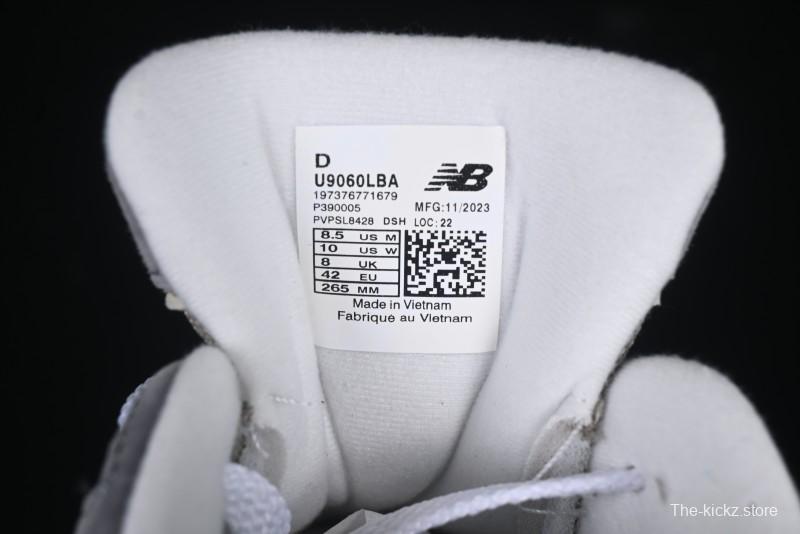 D
U9060LBA
NB
197376771679
P390005 MFG:11/2023
PVPSL8428 DSH LOC:22
8.5 US M
10 US W
8 UK
42 EU
265 MM
Made in Vietnam
Fabriqué au Vietnam
The-kickz.store